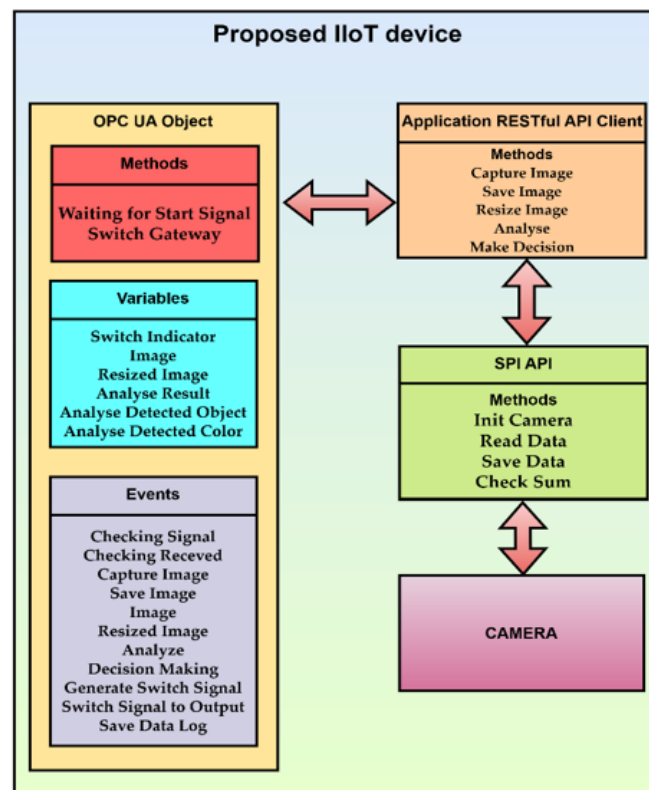 Proposed IIoT device
OPC UA Object
Methods
Waiting for Start Signal
Switch Gateway
Variables
Switch Indicator
Image
Resized Image
Analyse Result
Analyse Detected Object
Analyse Detected Color
Events
Checking Signal
Checking Receved
Capture Image
Save Image
Image
Resized Image
Analyze
Decision Making
Generate Switch Signal
Switch Signal to Output
Save Data Log
Application RESTful API Client
Methods
Capture Image
Save Image
Resize Image
Analyse
Make Decision
SPI API
Methods
Init Camera
Read Data
Save Data
Check Sum
CAMERA